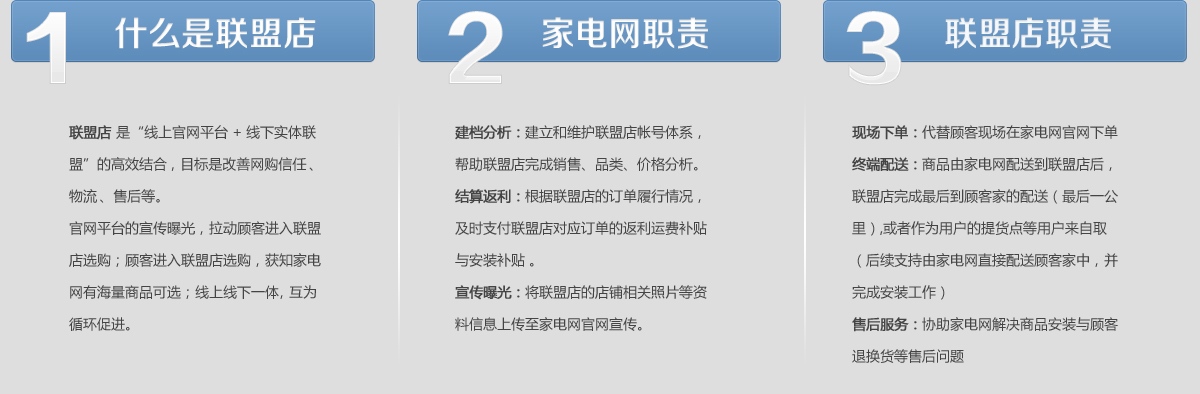 1 什么是联盟店
联盟店 是“线上官网平台 + 线下实体联
盟”的高效结合，目标是改善网购信任、
物流、售后等。
官网平台的宣传曝光，拉动顾客进入联盟
店选购；顾客进入联盟店选购，获知家电
网有海量商品可选；线上线下一体, 互为
循环促进。
2 家电网职责
建档分析：建立和维护联盟店帐号体系，
帮助联盟店完成销售、品类、价格分析。
结算返利：根据联盟店的订单履行情况，
及时支付联盟店对应订单的返利运费补贴
与安装补贴 。
宣传曝光：将联盟店的店铺相关照片等资
料信息上传至家电网官网宣传。
3 联盟店职责
现场下单：代替顾客现场在家电网官网下单
终端配送：商品由家电网配送到联盟店后，
联盟店完成最后到顾客家的配送（最后一公
里）,或者作为用户的提货点等用户来自取
（后续支持由家电网直接配送顾客家中，并
完成安装工作）
售后服务：协助家电网解决商品安装与顾客
退换货等售后问题